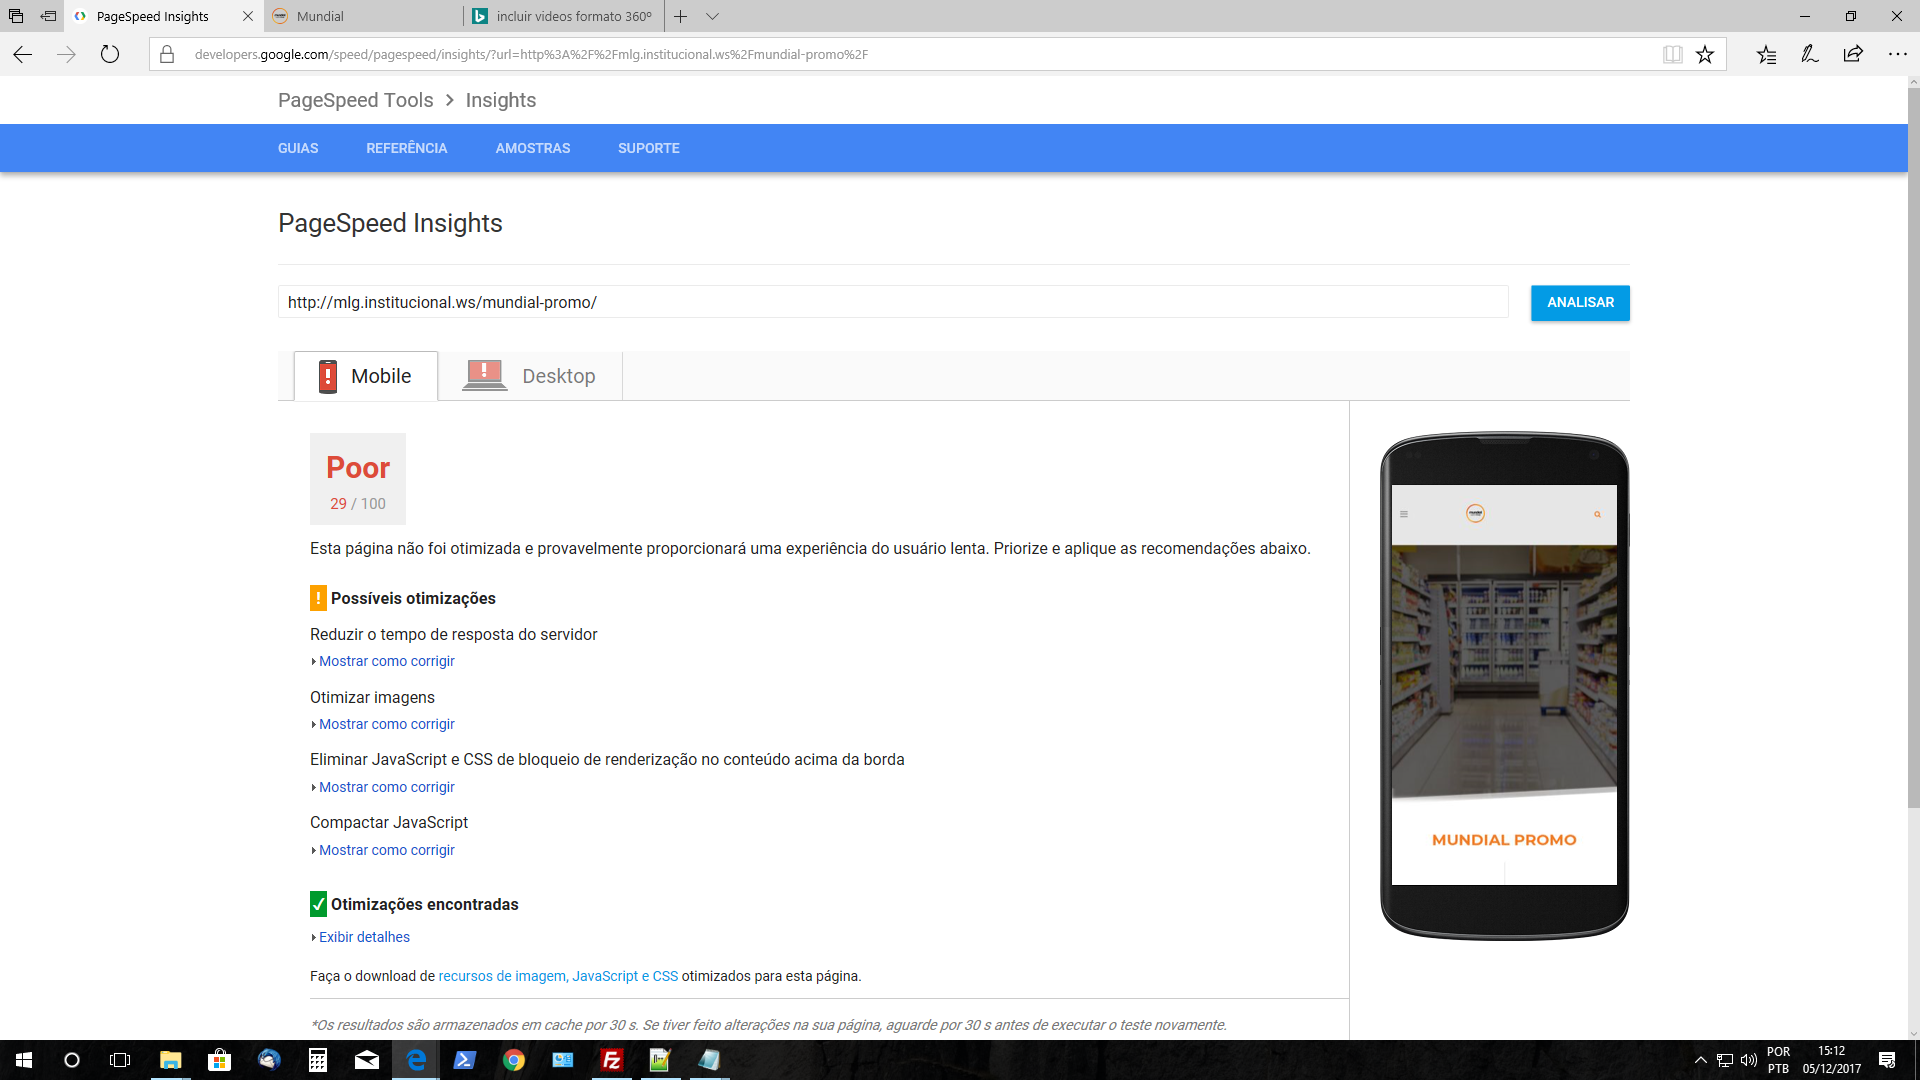 PageSpeed Insights
Mundial
incluir videos formato 360º
developers.google.com/speed/pagespeed/insights/?url=http%3A%2F%2Fmlg.institucional.ws%2Fmundial-promo%2F
PageSpeed Tools > Insights
GUIAS REFERÊNCIA AMOSTRAS SUPORTE
PageSpeed Insights
http://mlg.institucional.ws/mundial-promo/
ANALISAR
Mobile
Desktop
Poor
29 / 100
Esta página não foi otimizada e provavelmente proporcionará uma experiência do usuário lenta. Priorize e aplique as recomendações abaixo.
! Possíveis otimizações
Reduzir o tempo de resposta do servidor
Mostrar como corrigir
Otimizar imagens
Mostrar como corrigir
Eliminar JavaScript e CSS de bloqueio de renderização no conteúdo acima da borda
Mostrar como corrigir
Compactar JavaScript
Mostrar como corrigir
Otimizações encontradas
Exibir detalhes
Faça o download de recursos de imagem, JavaScript e CSS otimizados para esta página.
*Os resultados são armazenados em cache por 30 s. Se tiver feito alterações na sua página, aguarde por 30 s antes de executar o teste novamente.
MUNDIAL PROMO
POR
PTB
15:12
05/12/2017